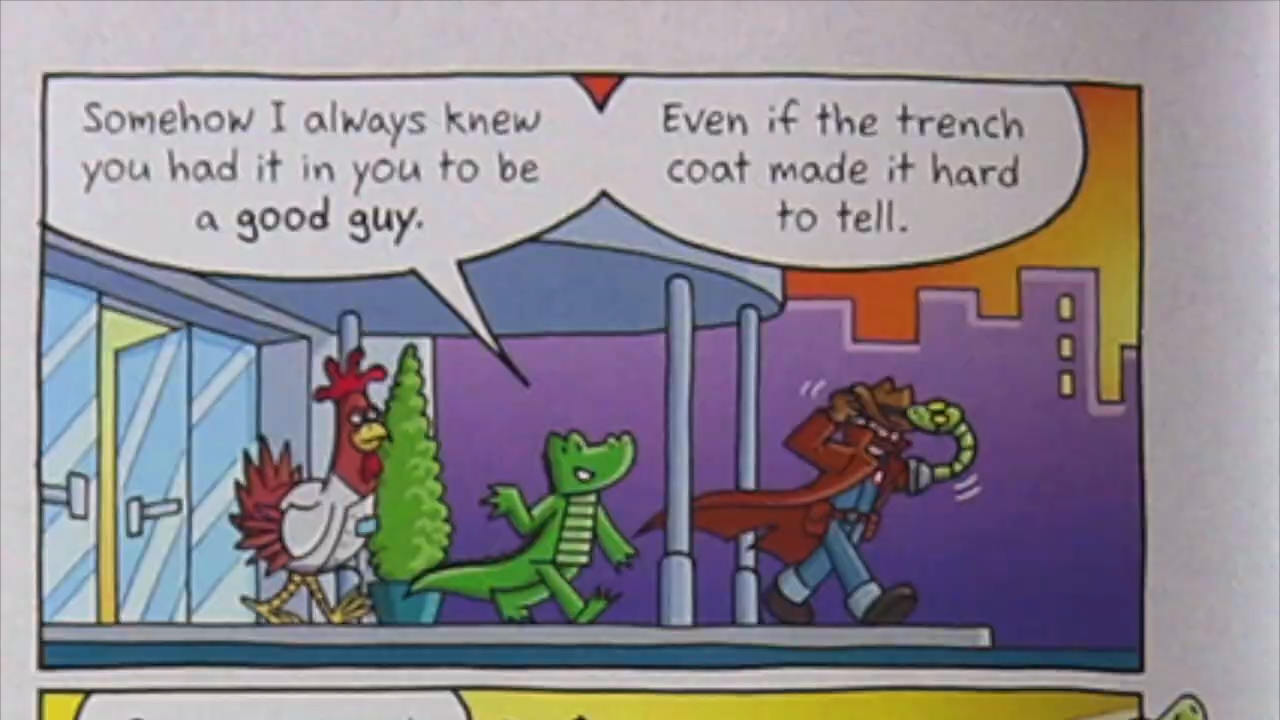 Somehow I always knew
you had it in you to be
a good guy.
Even if the trench
coat made it hard
to tell.